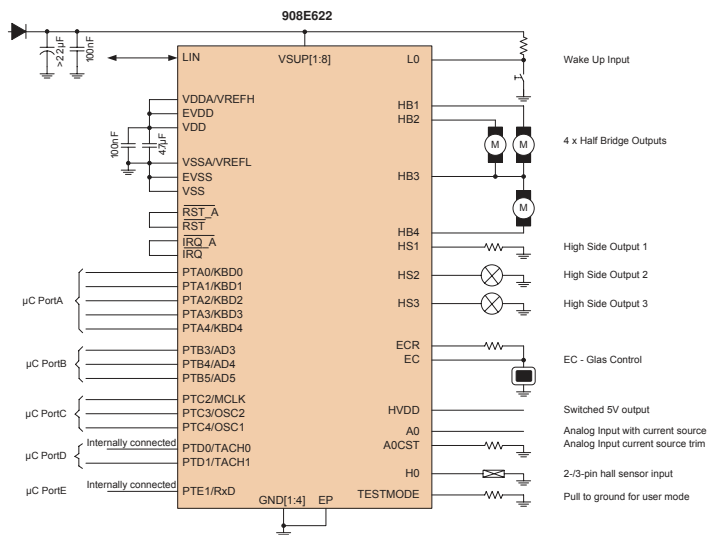 908E622
>22µF
100nF
LIN
VSUP[1:8]
L0
Wake Up Input
VDDA/VREFH
EVDD
VDD
100nF
47µF
VSSA/VREFL
EVSS
VSS
HB1
HB2
M
M
4 x Half Bridge Outputs
HB3
M
HB4
RST_A
RST
IRQ_A
IRQ
HS1
High Side Output 1
HS2
High Side Output 2
HS3
High Side Output 3
µC PortA
PTA0/KBD0
PTA1/KBD1
PTA2/KBD2
PTA3/KBD3
PTA4/KBD4
µC PortB
PTB3/AD3
PTB4/AD4
PTB5/AD5
ECR
EC
EC - Glas Control
µC PortC
PTC2/MCLK
PTC3/OSC2
PTC4/OSC1
HVDD
Switched 5V output
A0
Analog Input with current source
A0CST
Analog Input current source trim
µC PortD
Internally connected
PTD0/TACH0
PTD1/TACH1
H0
2-/3-pin hall sensor input
µC PortE
Internally connected
PTE1/RxD
TESTMODE
Pull to ground for user mode
GND[1:4]
EP